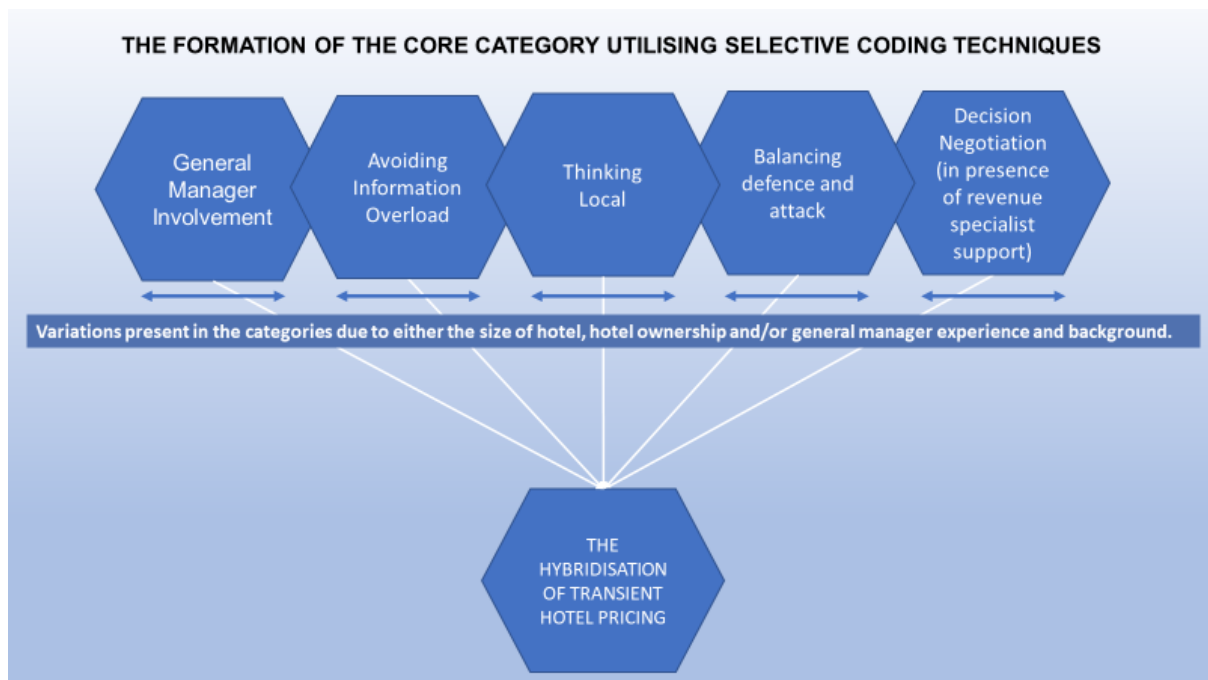 THE FORMATION OF THE CORE CATEGORY UTILISING SELECTIVE CODING TECHNIQUES
General
Manager
Involvement
Avoiding
Information
Overload
Thinking
Local
Balancing
defence and
attack
Decision
Negotiation
(in presence
of revenue
specialist
support)
Variations present in the categories due to either the size of hotel, hotel ownership and/or general manager experience and background.
THE
HYBRIDISATION
OF TRANSIENT
HOTEL PRICING